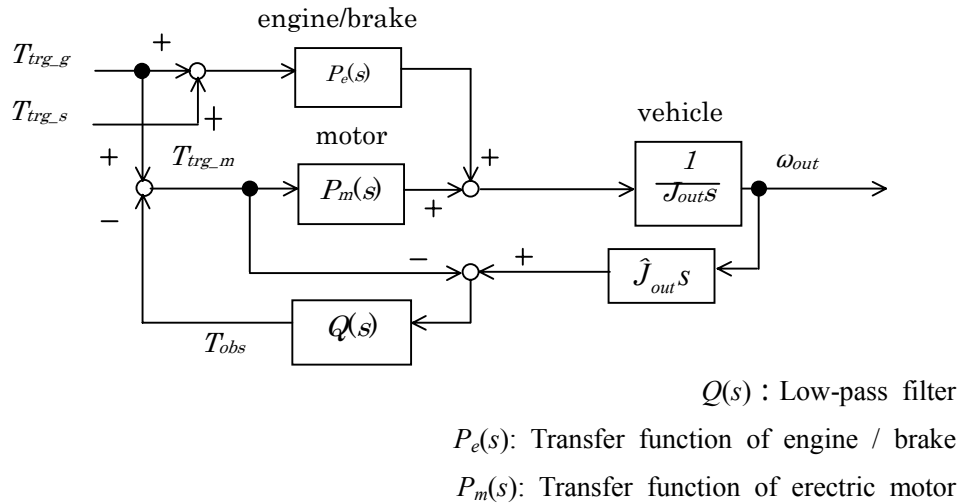 engine/brake
T_trg_g
+
+
P_e(s)
T_trg_s
+
motor
vehicle
+
T_trg_m
+
P_m(s)
+
1
J_out s
ω_out
−
−
+
Ĵ_out s
T_obs
Q(s)
Q(s) : Low-pass filter
P_e(s): Transfer function of engine / brake
P_m(s): Transfer function of erectric motor